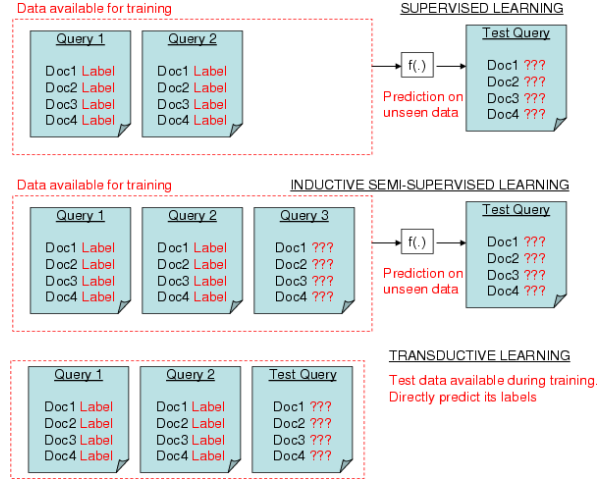 Data available for training
SUPERVISED LEARNING
Query 1
Doc1 Label
Doc2 Label
Doc3 Label
Doc4 Label
Query 2
Doc1 Label
Doc2 Label
Doc3 Label
Doc4 Label
f(.)
Prediction on
unseen data
Test Query
Doc1 ???
Doc2 ???
Doc3 ???
Doc4 ???
Data available for training
INDUCTIVE SEMI-SUPERVISED LEARNING
Query 1
Doc1 Label
Doc2 Label
Doc3 Label
Doc4 Label
Query 2
Doc1 Label
Doc2 Label
Doc3 Label
Doc4 Label
Query 3
Doc1 ???
Doc2 ???
Doc3 ???
Doc4 ???
f(.)
Prediction on
unseen data
Test Query
Doc1 ???
Doc2 ???
Doc3 ???
Doc4 ???
Query 1
Doc1 Label
Doc2 Label
Doc3 Label
Doc4 Label
Query 2
Doc1 Label
Doc2 Label
Doc3 Label
Doc4 Label
Test Query
Doc1 ???
Doc2 ???
Doc3 ???
Doc4 ???
TRANSDUCTIVE LEARNING
Test data available during training.
Directly predict its labels